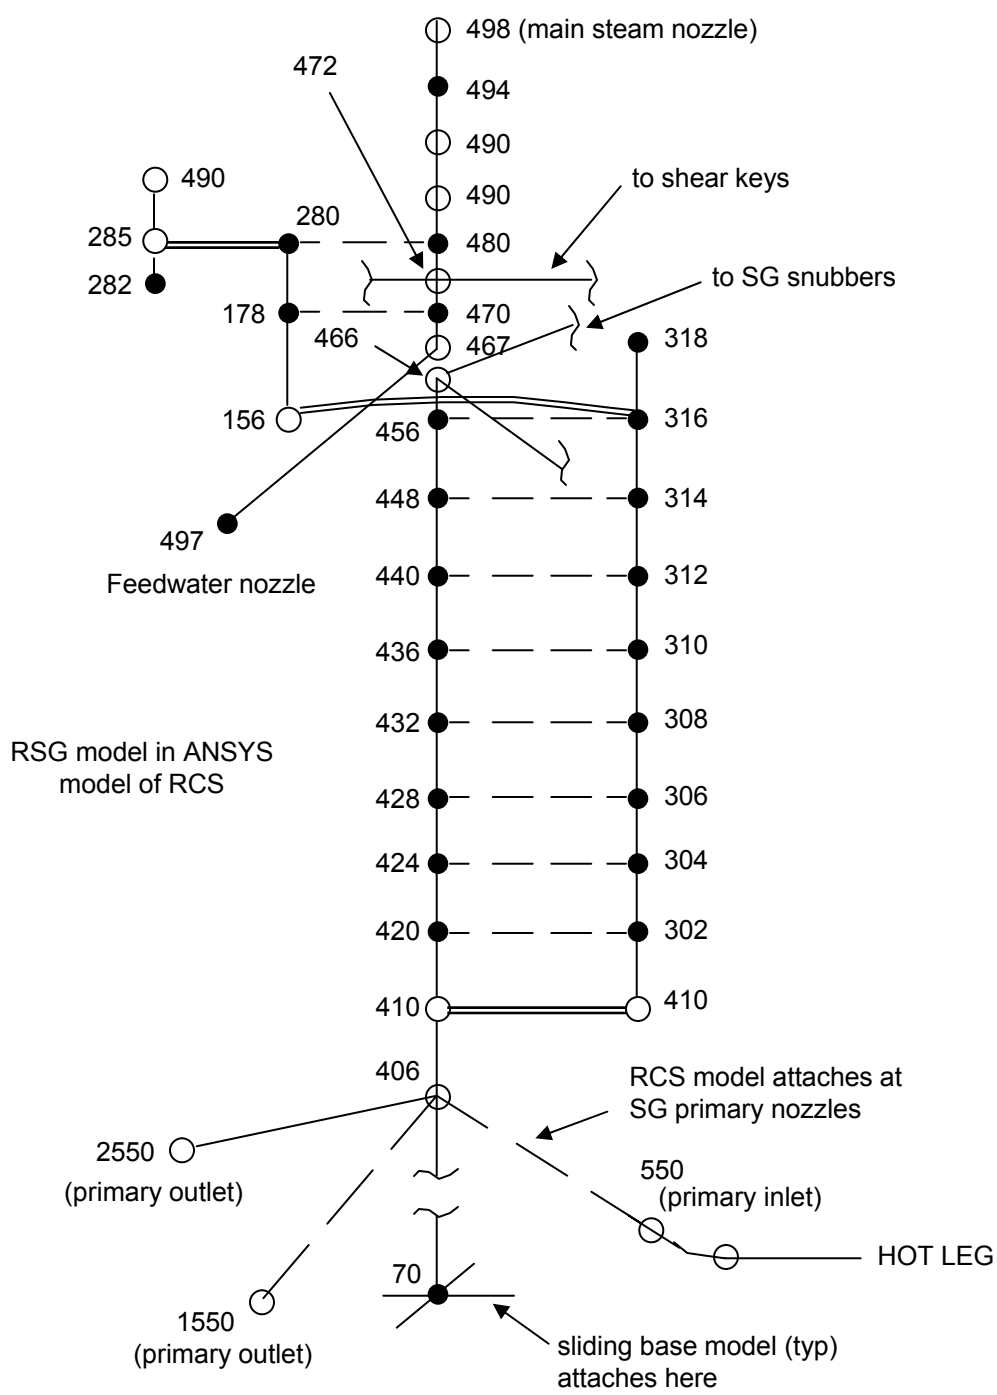 498 (main steam nozzle)
472
494
490
490
490
to shear keys
280
285
480
to SG snubbers
282
178
470
466
467
318
156
456
316
448
314
497
Feedwater nozzle
440
312
436
310
432
308
RSG model in ANSYS
model of RCS
428
306
424
304
420
302
410
410
406
RCS model attaches at
SG primary nozzles
2550
(primary outlet)
550
(primary inlet)
HOT LEG
70
1550
(primary outlet)
sliding base model (typ)
attaches here